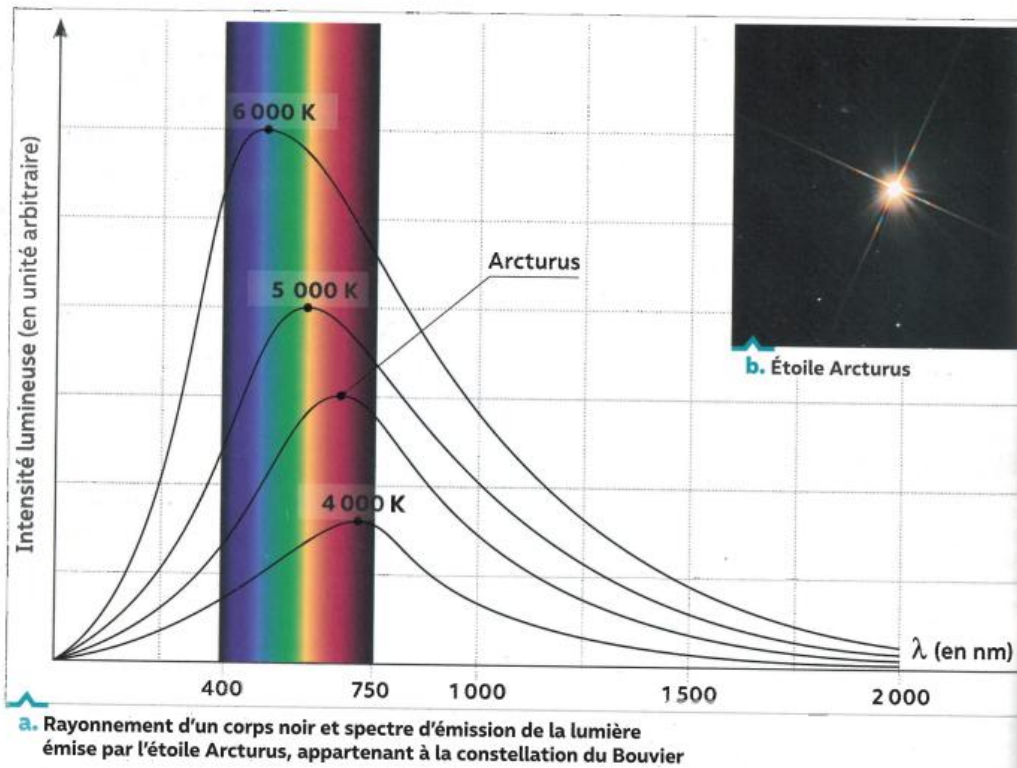 Intensité lumineuse (en unité arbitraire)
6 000 K
5 000 K
Arcturus
4 000 K
λ (en nm)
400
750
1 000
1 500
2 000
b. Étoile Arcturus
a. Rayonnement d'un corps noir et spectre d'émission de la lumière
émise par l'étoile Arcturus, appartenant à la constellation du Bouvier